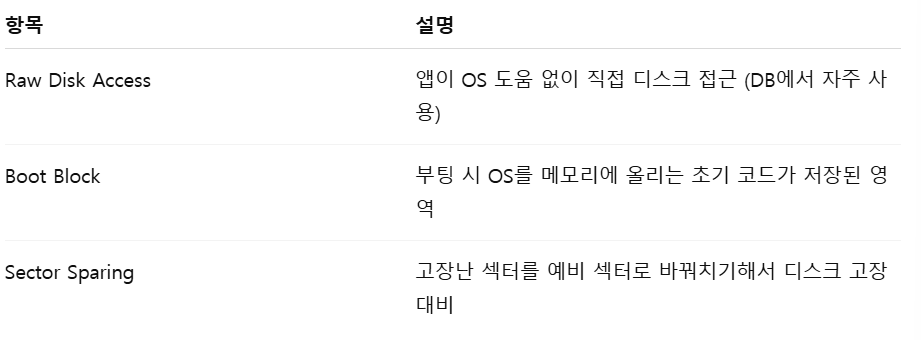 항목 설명
Raw Disk Access 앱이 OS 도움 없이 직접 디스크 접근 (DB에서 자주 사
용)
Boot Block 부팅 시 OS를 메모리에 올리는 초기 코드가 저장된 영
역
Sector Sparing 고장난 섹터를 예비 섹터로 바꿔치기해서 디스크 고장
대비